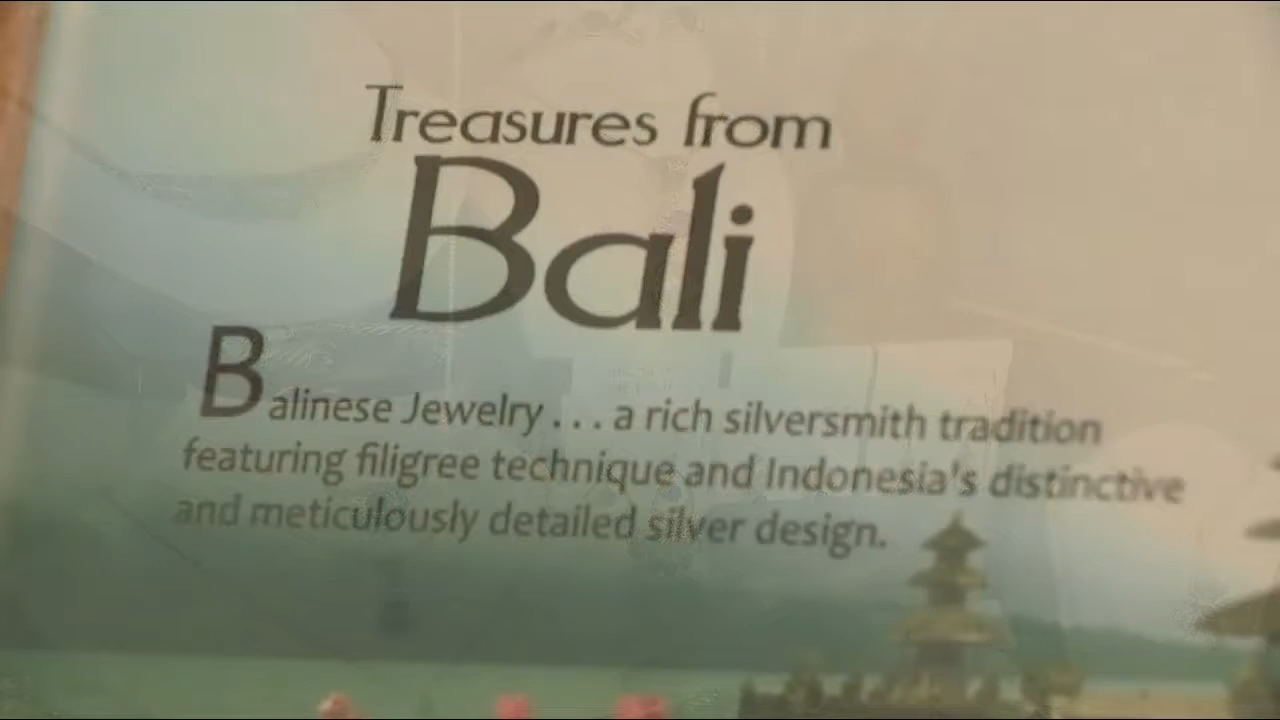 Treasures from
Bali
Balinese Jewelry . . . a rich silversmith tradition
featuring filigree technique and Indonesia's distinctive
and meticulously detailed silver design.